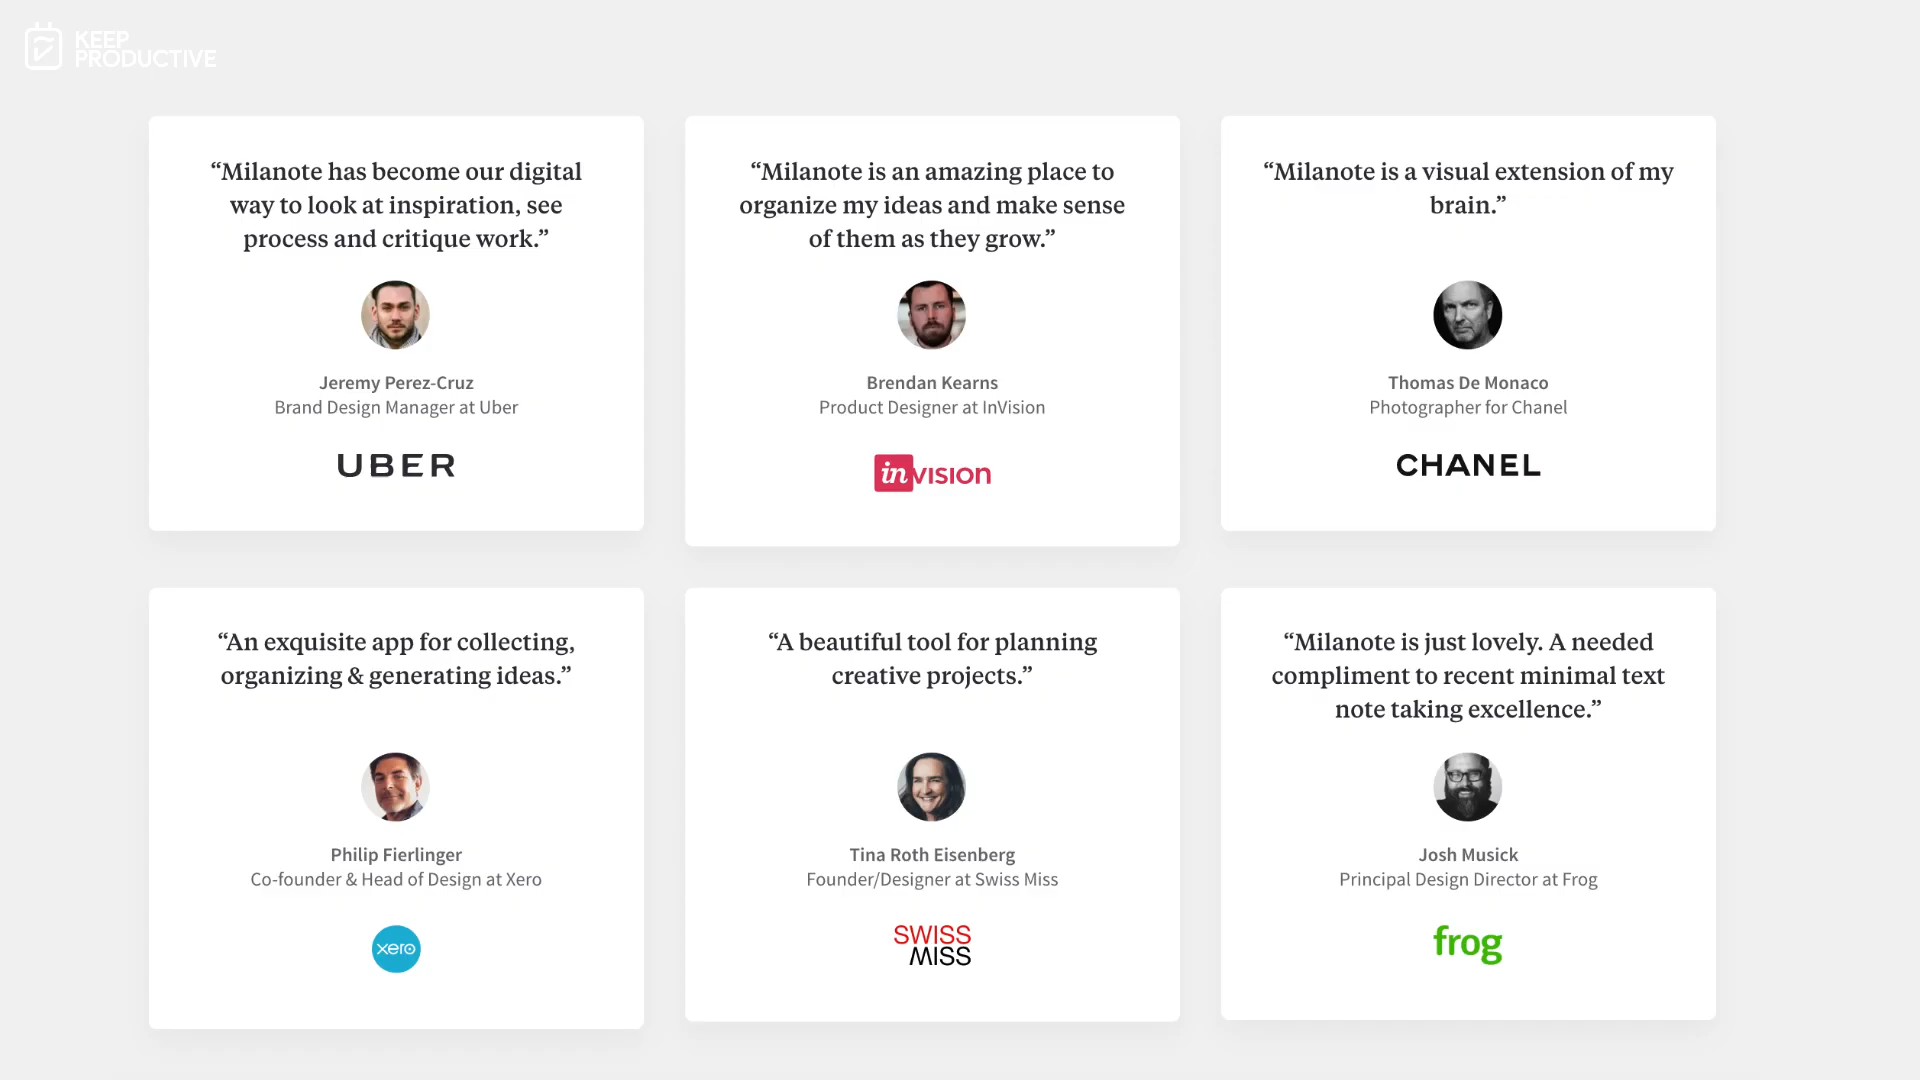 KEEP
PRODUCTIVE
“Milanote has become our digital
way to look at inspiration, see
process and critique work.”
Jeremy Perez-Cruz
Brand Design Manager at Uber
UBER
“Milanote is an amazing place to
organize my ideas and make sense
of them as they grow.”
Brendan Kearns
Product Designer at InVision
invision
“Milanote is a visual extension of my
brain.”
Thomas De Monaco
Photographer for Chanel
CHANEL
“An exquisite app for collecting,
organizing & generating ideas.”
Philip Fierlinger
Co-founder & Head of Design at Xero
xero
“A beautiful tool for planning
creative projects.”
Tina Roth Eisenberg
Founder/Designer at Swiss Miss
SWISS
MISS
“Milanote is just lovely. A needed
compliment to recent minimal text
note taking excellence.”
Josh Musick
Principal Design Director at Frog
frog